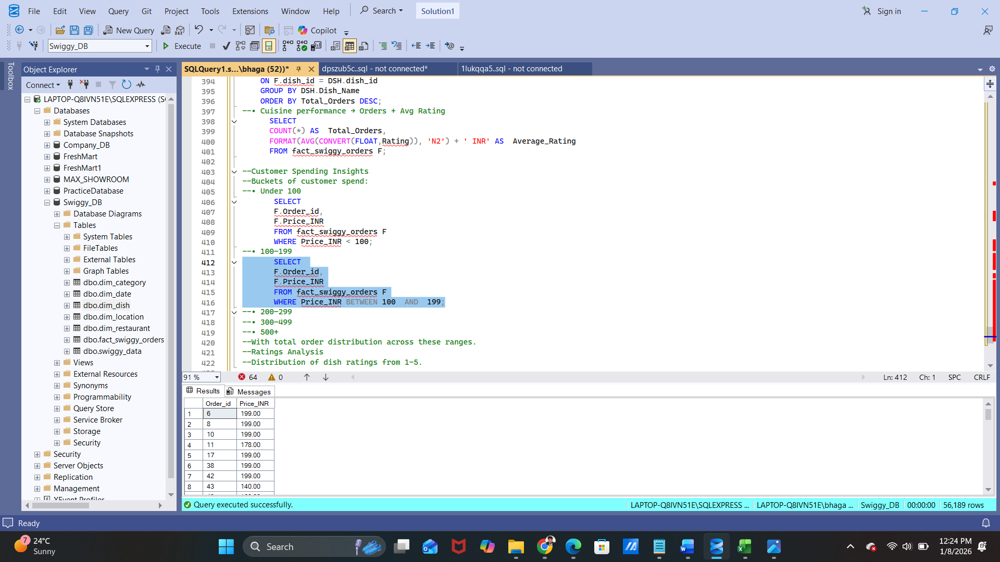 File Edit View Query Git Project Tools Extensions Window Help Search Solution1 Sign in
New Query DAX Copilot
Swiggy_DB Execute
Toolbox
Object Explorer
Connect
LAPTOP-Q8IVN51E\SQLEXPRESS (S
Databases
System Databases
Database Snapshots
Company_DB
FreshMart
FreshMart1
MAX_SHOWROOM
PracticeDatabase
Swiggy_DB
Database Diagrams
Tables
System Tables
FileTables
External Tables
Graph Tables
dbo.dim_category
dbo.dim_date
dbo.dim_dish
dbo.dim_location
dbo.dim_restaurant
dbo.fact_swiggy_orders
dbo.swiggy_data
Views
External Resources
Synonyms
Programmability
Query Store
Service Broker
Storage
Security
Security
Server Objects
Replication
Management
XEvent Profiler
SQLQuery1.s...\bhaga (52))* dpszub5c..sql - not connected* 1lukqqa5..sql - not connected
394 ON F.dish_id = DSH.dish_id
395 GROUP BY DSH.Dish_Name
396 ORDER BY Total_Orders DESC;
397 --• Cuisine performance → Orders + Avg Rating
398 SELECT
399 COUNT(*) AS Total_Orders,
400 FORMAT(AVG(CONVERT(FLOAT,Rating)), 'N2') + ' INR' AS Average_Rating
401 FROM fact_swiggy_orders F;
402
403 --Customer Spending Insights
404 --Buckets of customer spend:
405 --• Under 100
406 SELECT
407 F.Order_id,
408 F.Price_INR
409 FROM fact_swiggy_orders F
410 WHERE Price_INR < 100;
411 --• 100–199
412 SELECT
413 F.Order_id,
414 F.Price_INR
415 FROM fact_swiggy_orders F
416 WHERE Price_INR BETWEEN 100 AND 199;
417 --• 200–299
418 --• 300–499
419 --• 500+
420 --With total order distribution across these ranges.
421 --Ratings Analysis
422 --Distribution of dish ratings from 1–5.
91 % 64 0 Ln: 412 Ch: 1 SPC CRLF
Results Messages
Order_id Price_INR
1 6 199.00
2 8 199.00
3 10 199.00
4 11 178.00
5 17 199.00
6 38 199.00
7 42 199.00
8 43 140.00
Query executed successfully. LAPTOP-Q8IVN51E\SQLEXPRESS ... LAPTOP-Q8IVN51E\bhaga ... Swiggy_DB 00:00:00 56,189 rows
Ready
7 24°C
Sunny
Search
12:24 PM
1/8/2026